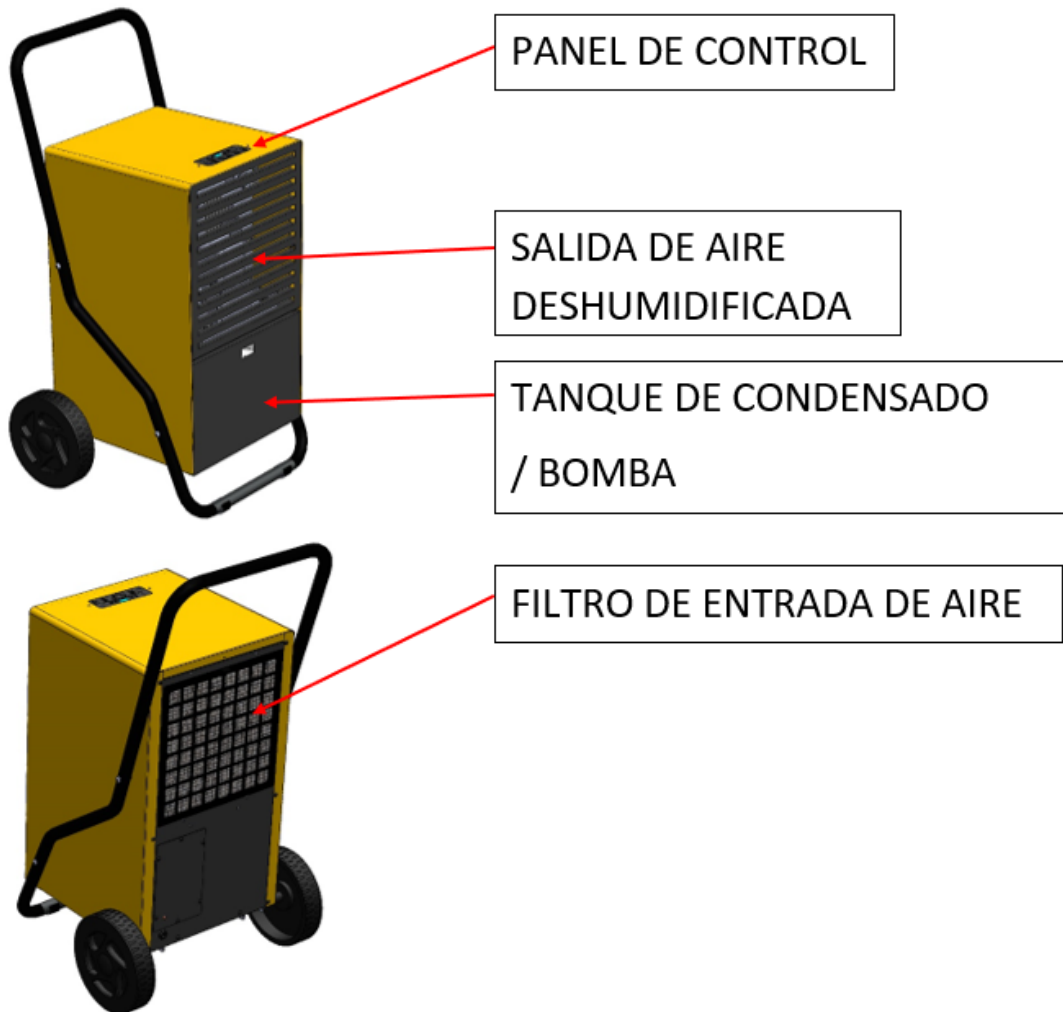 PANEL DE CONTROL
SALIDA DE AIRE
DESHUMIDIFICADA
TANQUE DE CONDENSADO
/ BOMBA
FILTRO DE ENTRADA DE AIRE